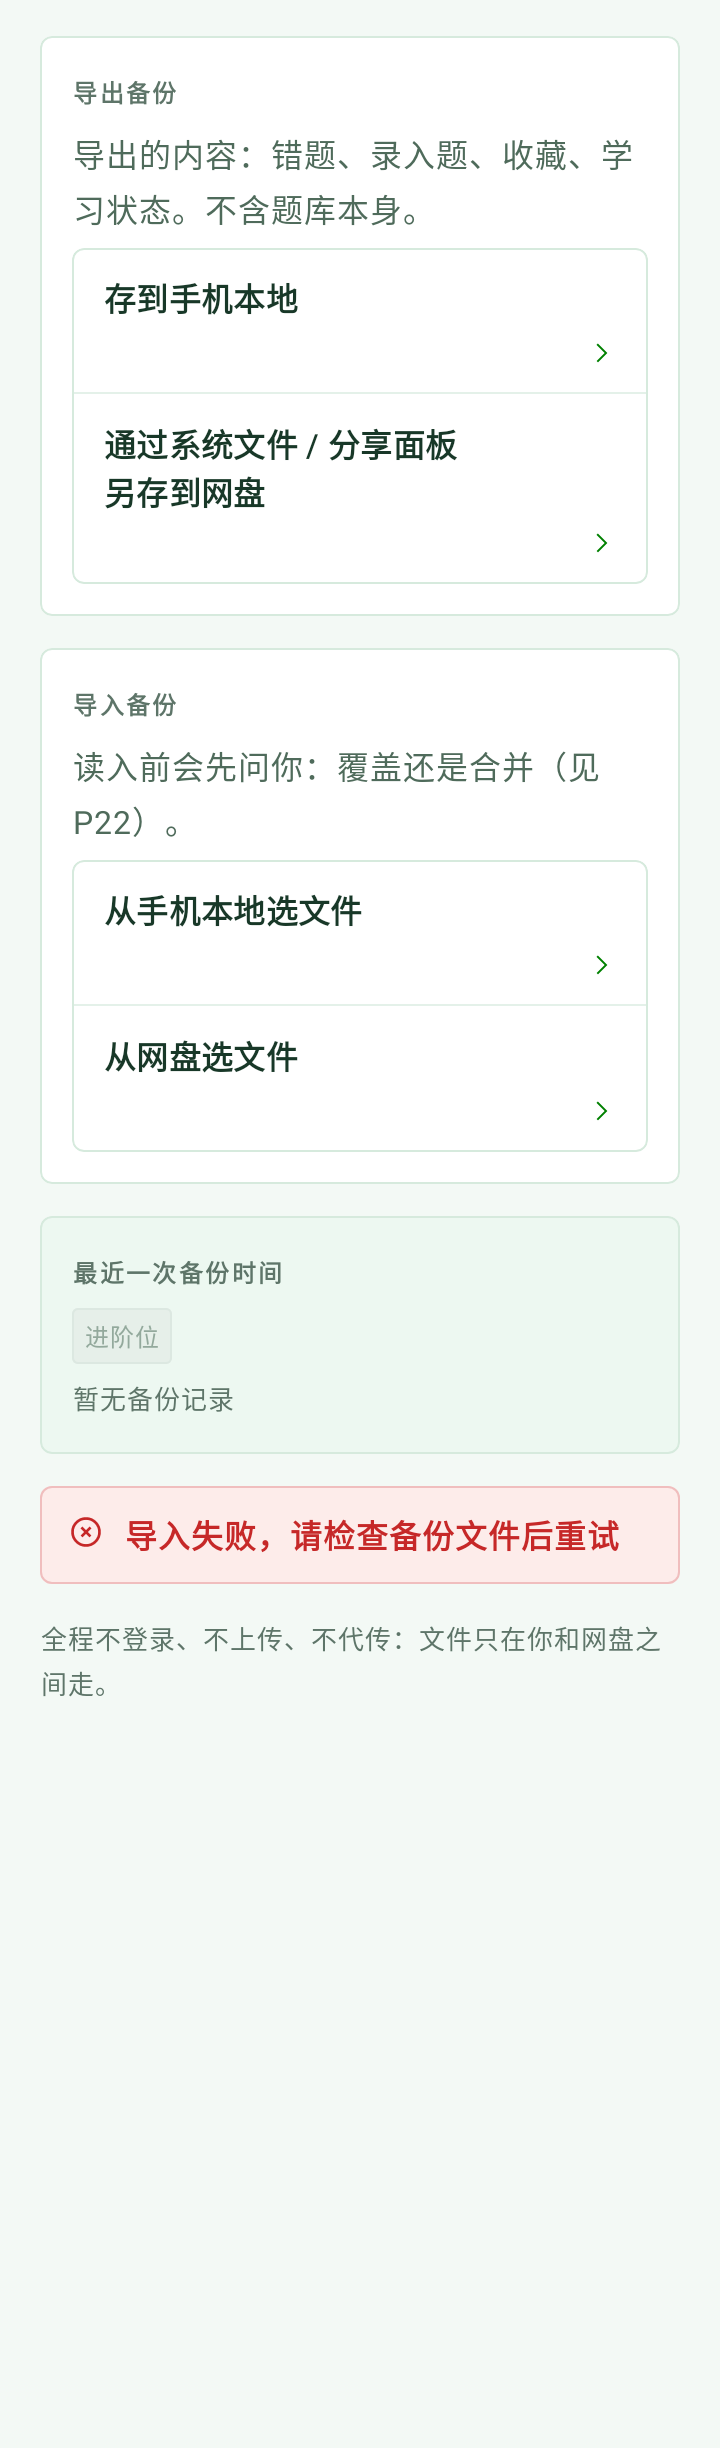 导出备份
导出的内容：错题、录入题、收藏、学
习状态。不含题库本身。
存到手机本地
通过系统文件 / 分享面板
另存到网盘
导入备份
读入前会先问你：覆盖还是合并（见
P22）。
从手机本地选文件
从网盘选文件
最近一次备份时间
进阶位
暂无备份记录
导入失败，请检查备份文件后重试
全程不登录、不上传、不代传：文件只在你和网盘之
间走。